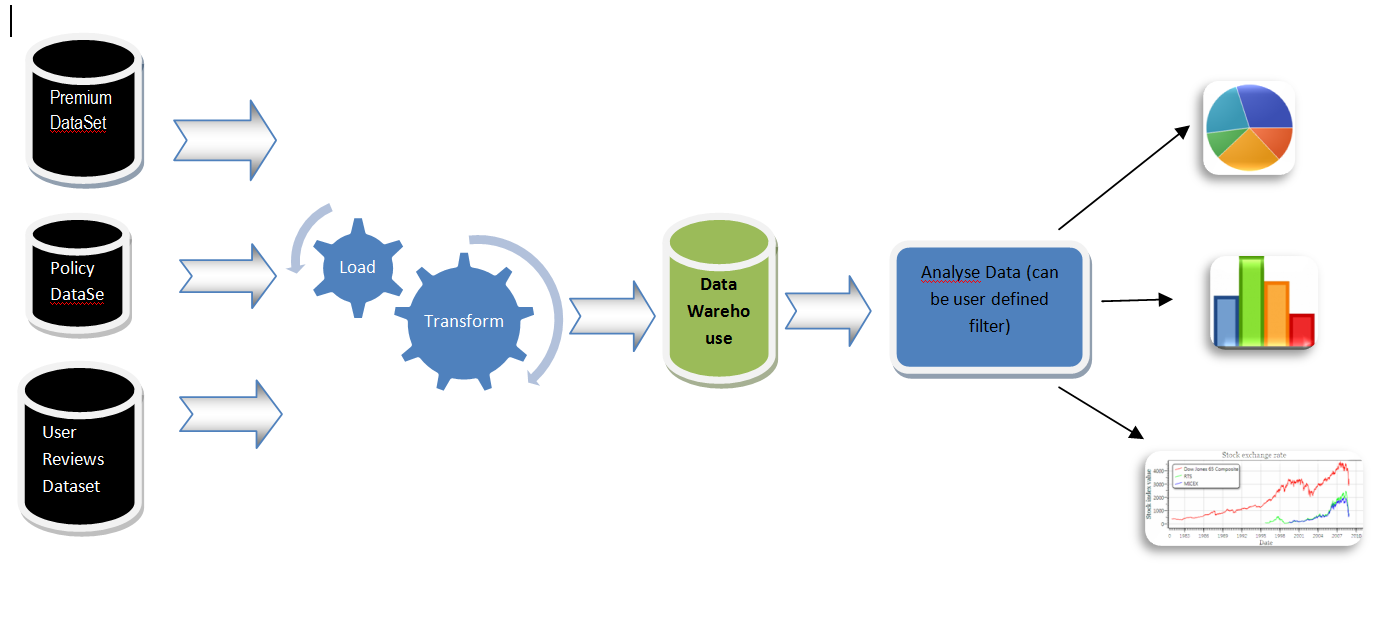 Premium
DataSet
Policy
DataSe
User
Reviews
Dataset
Load
Transform
Data
Wareho
use
Analyse Data (can
be user defined
filter)
Stock exchange rate
Dow Jones 65 Composite
RTS
MICEX
Stock index value
4000
3000
2000
1000
0
0 1983 1986 1989 1992 1995 1998 2001 2004 2007 2010
Date